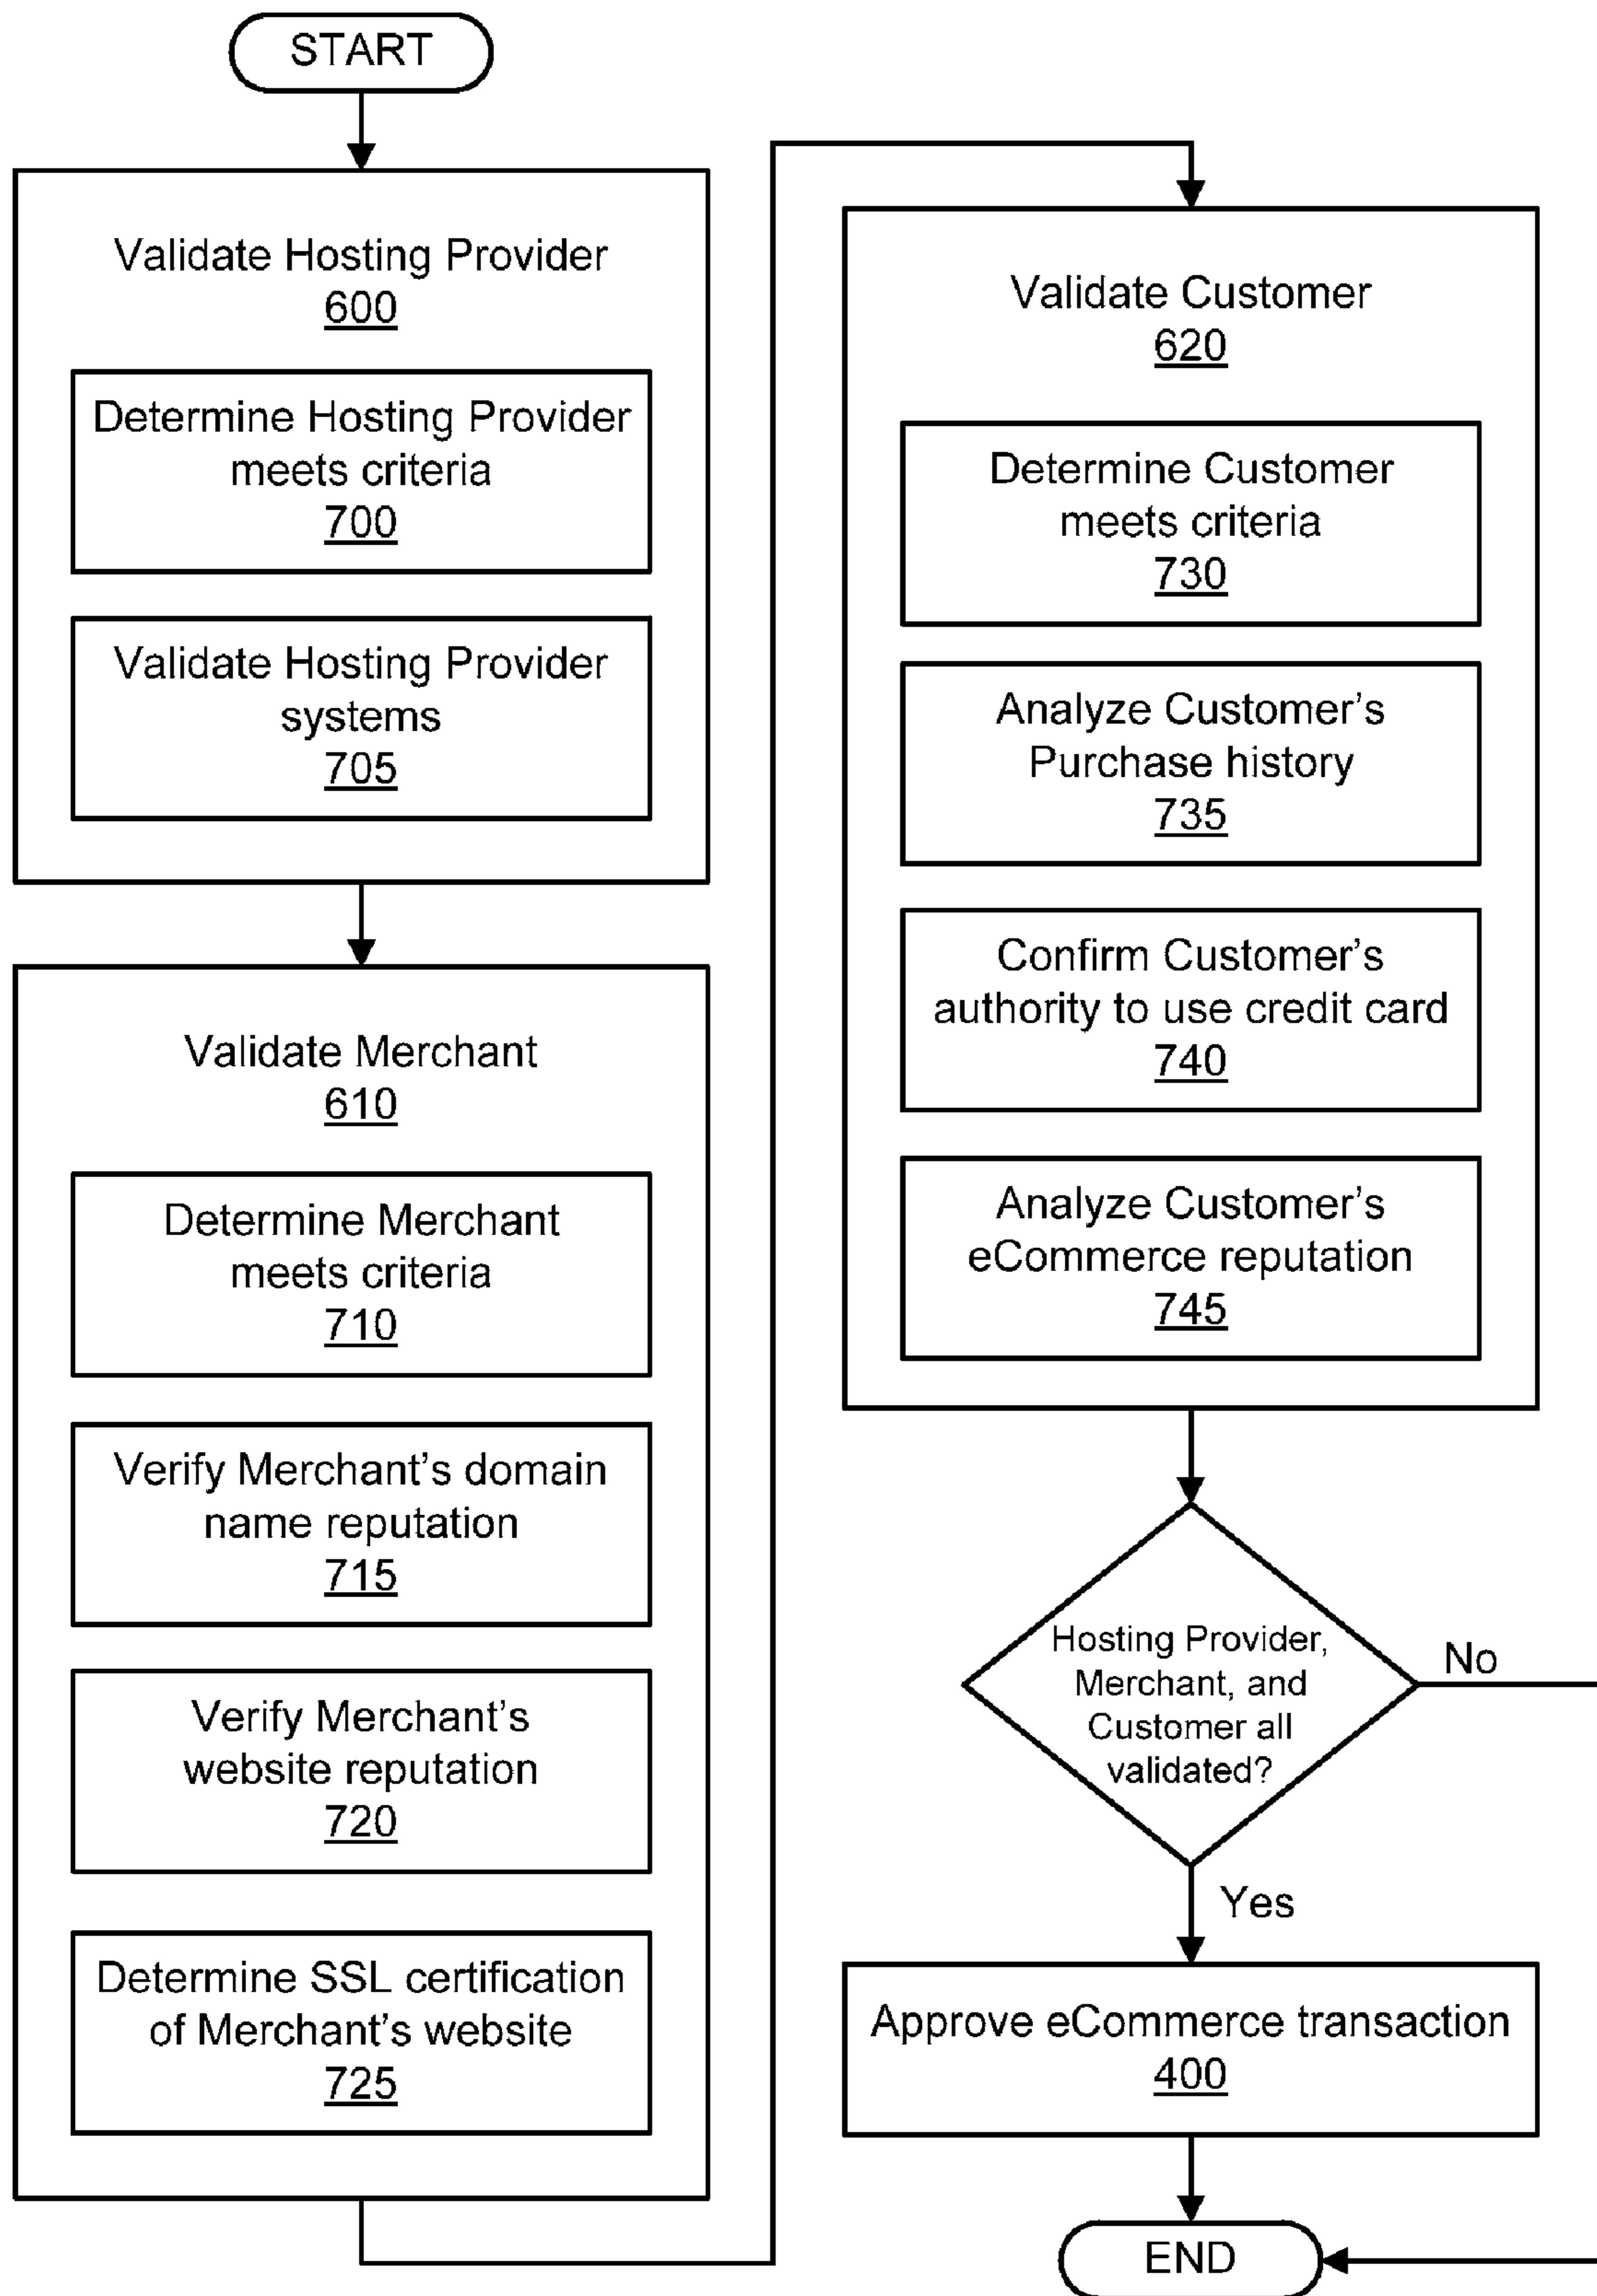 START
Validate Hosting Provider
600
Determine Hosting Provider
meets criteria
700
Validate Hosting Provider
systems
705
Validate Merchant
610
Determine Merchant
meets criteria
710
Verify Merchant’s domain
name reputation
715
Verify Merchant’s
website reputation
720
Determine SSL certification
of Merchant’s website
725
Validate Customer
620
Determine Customer
meets criteria
730
Analyze Customer’s
Purchase history
735
Confirm Customer’s
authority to use credit card
740
Analyze Customer’s
eCommerce reputation
745
Hosting Provider,
Merchant, and
Customer all
validated?
No
Yes
Approve eCommerce transaction
400
END